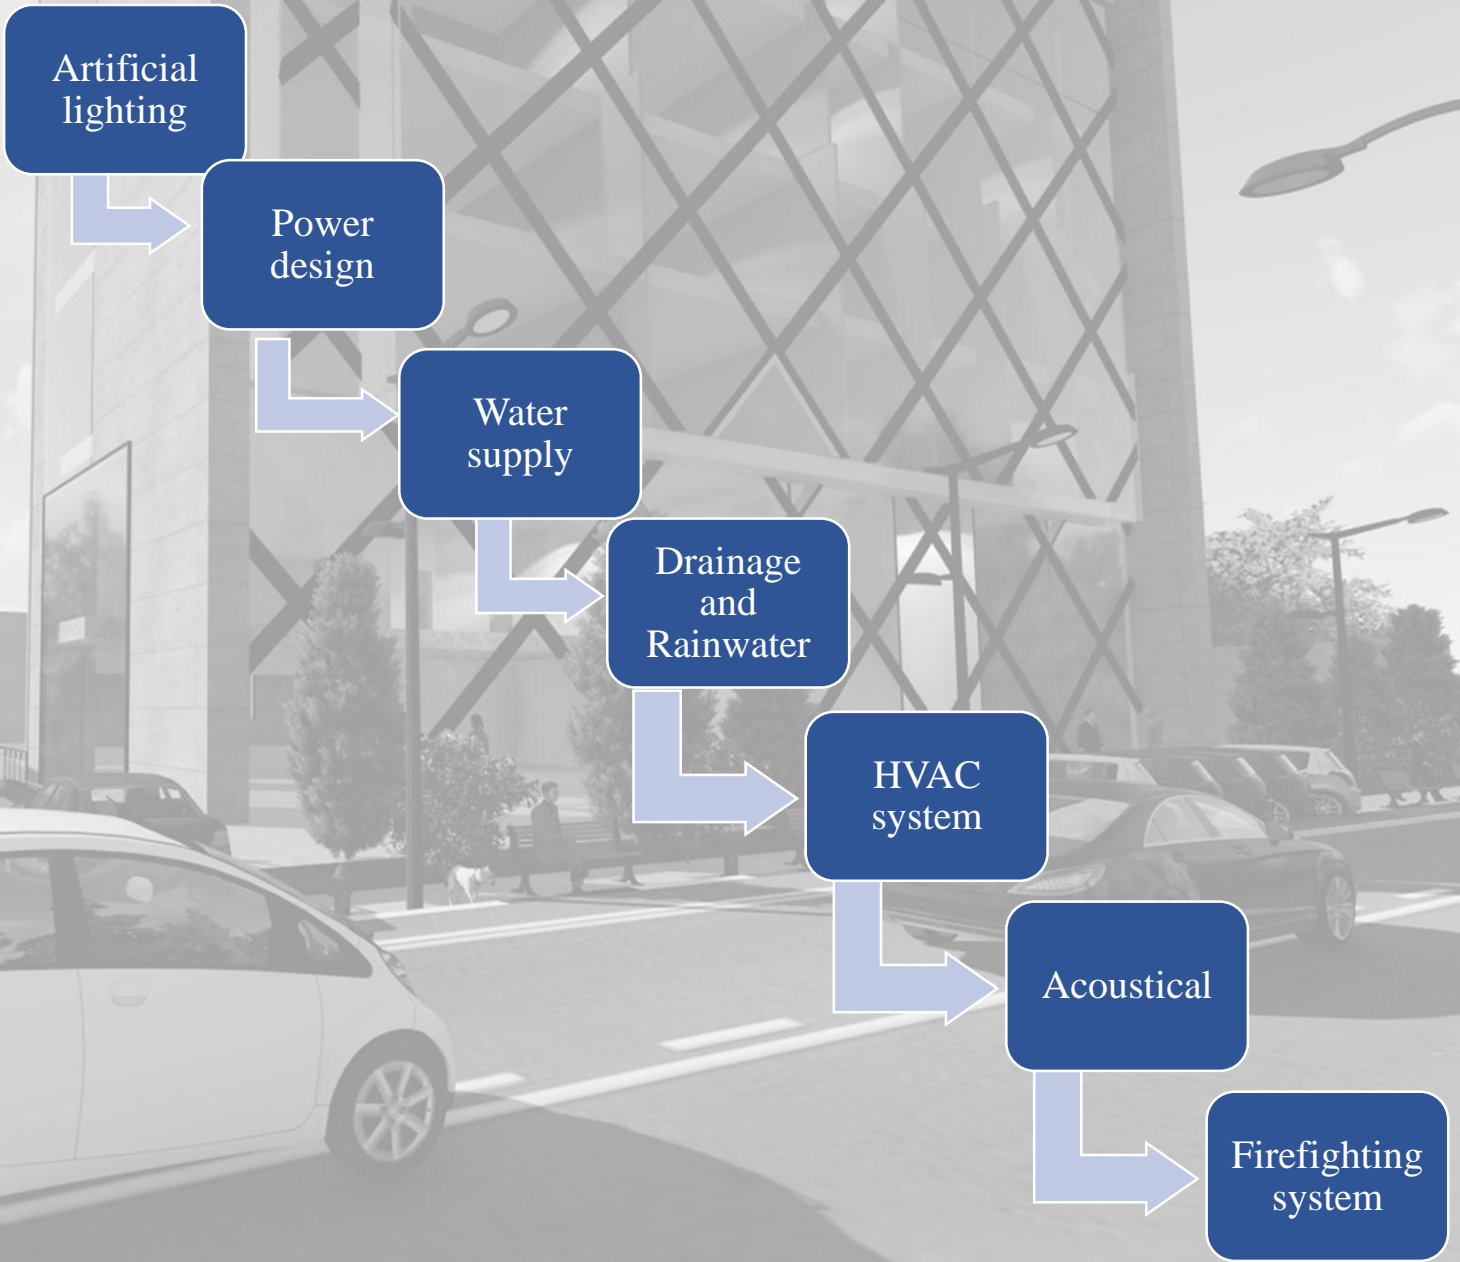 Artificial
lighting
Power
design
Water
supply
Drainage
and
Rainwater
HVAC
system
Acoustical
Firefighting
system